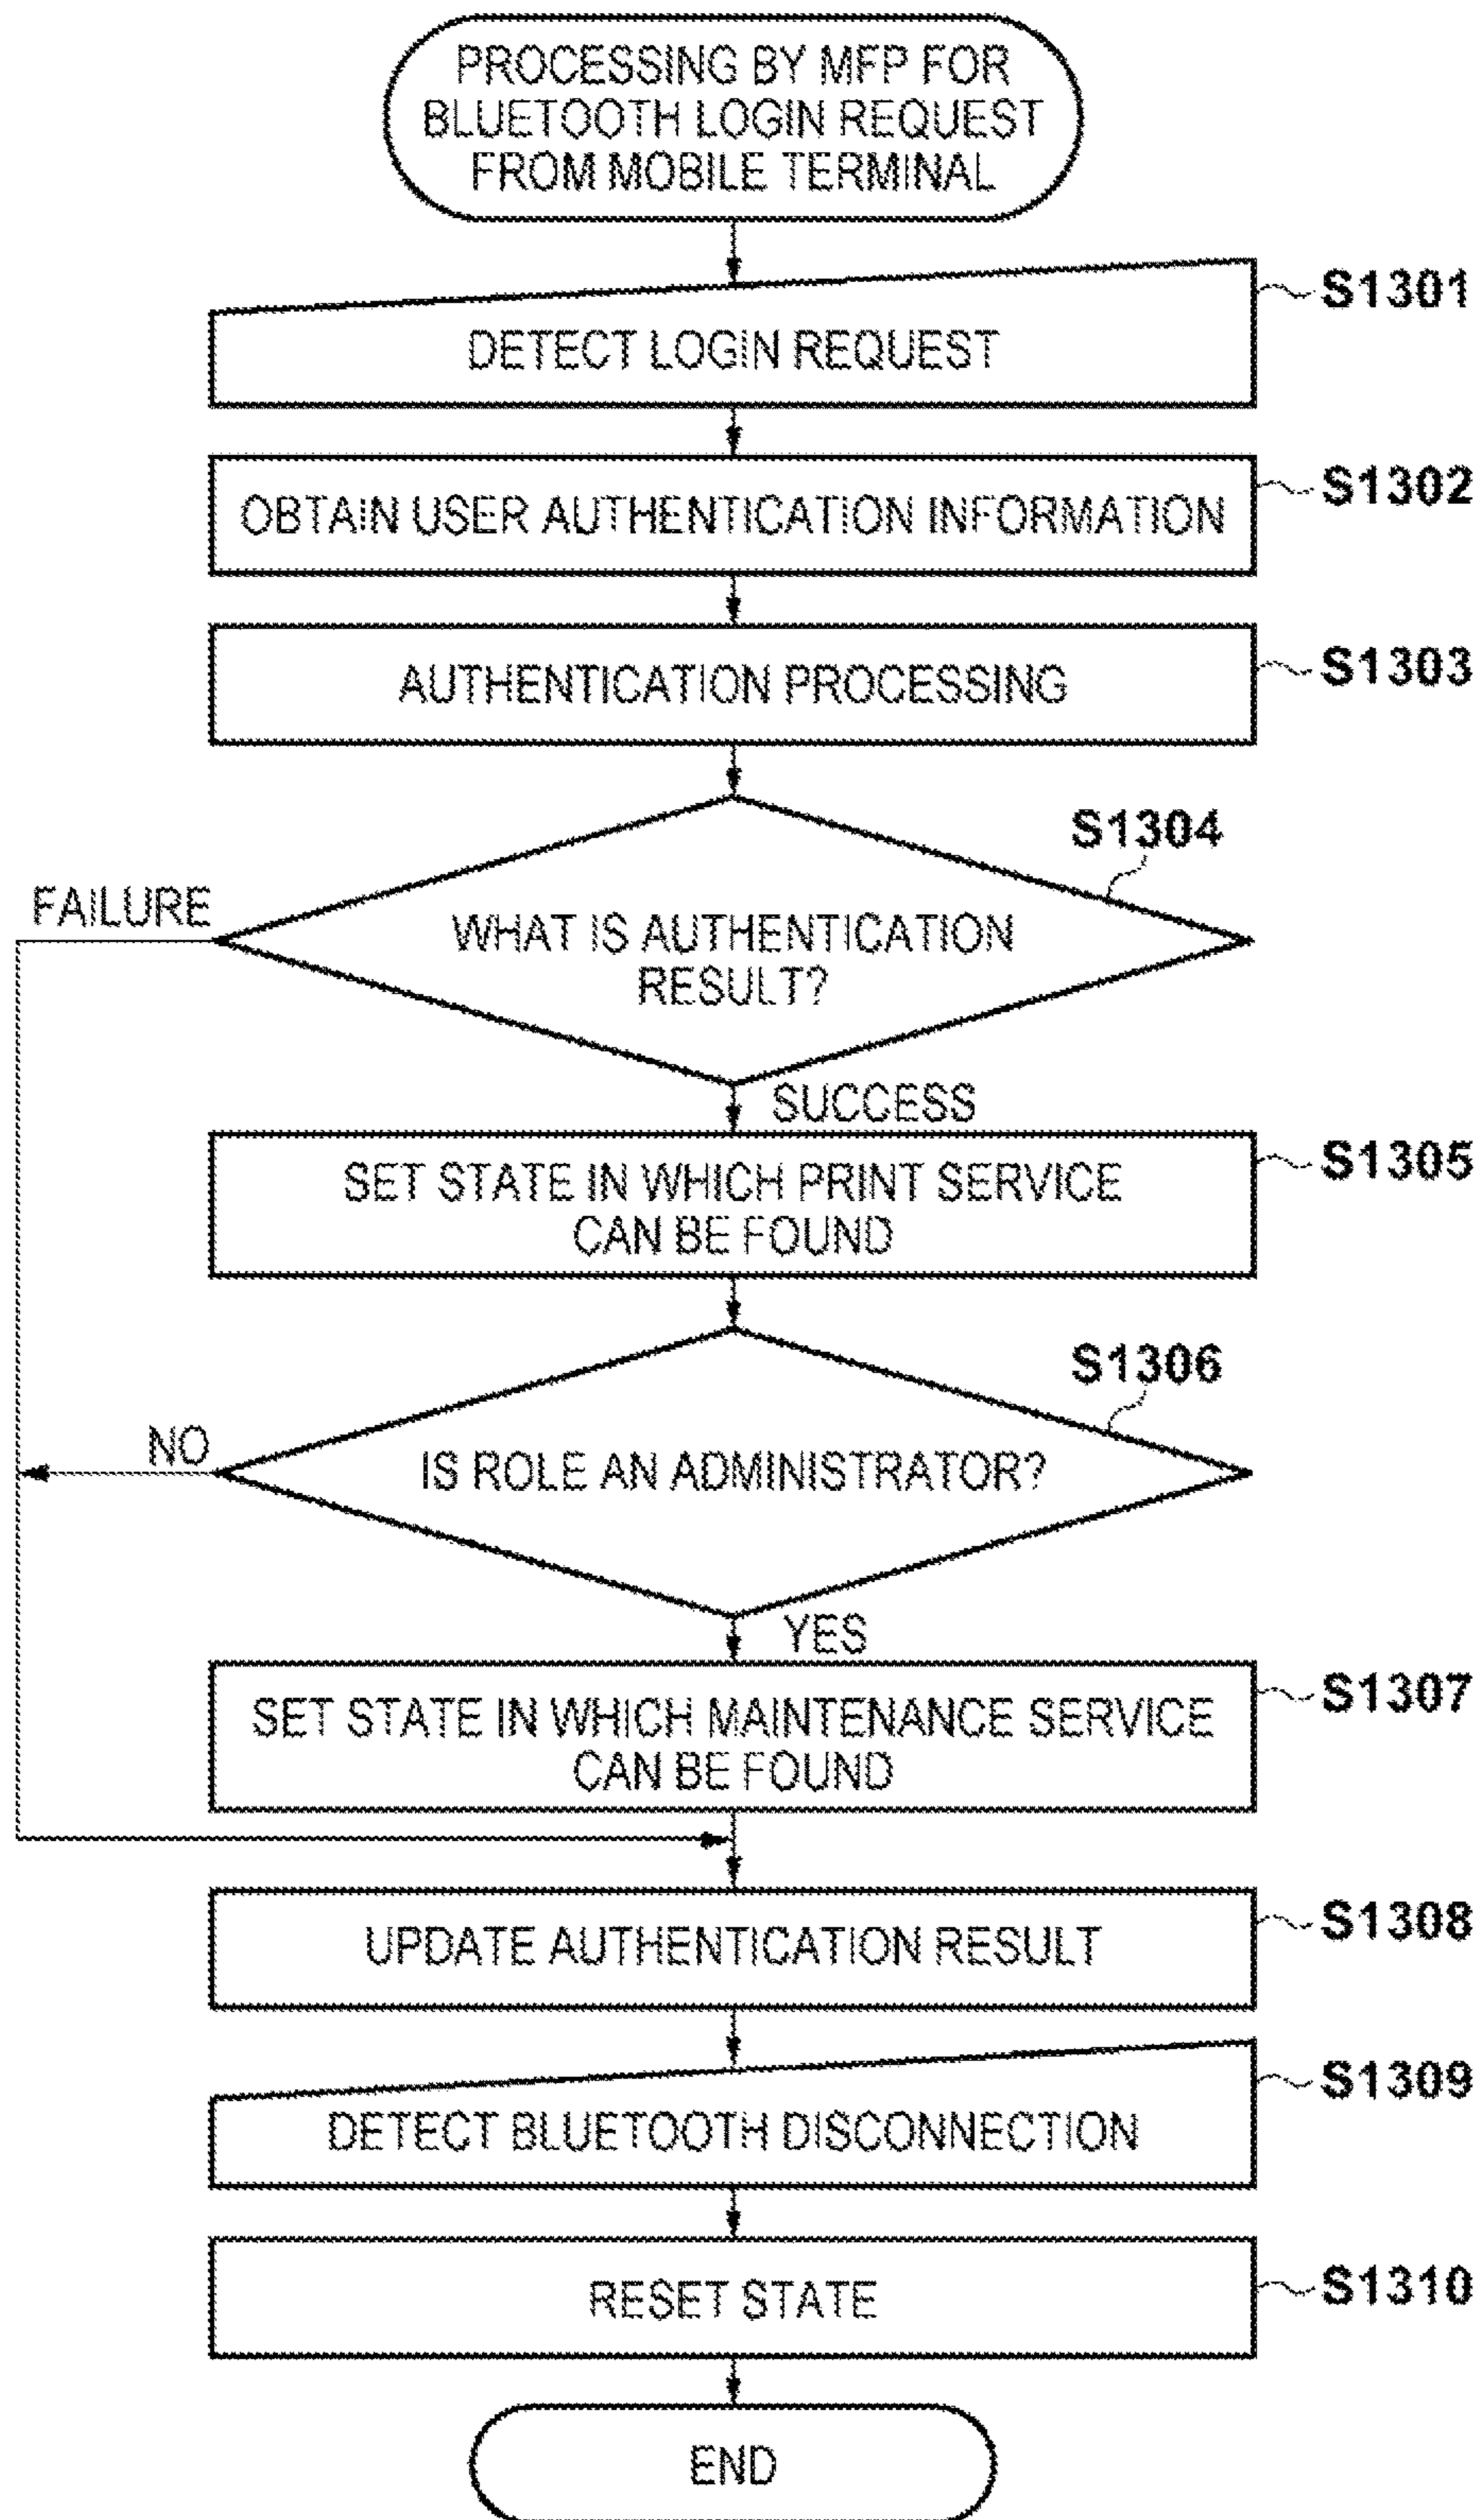 PROCESSING BY MFP FOR
BLUETOOTH LOGIN REQUEST
FROM MOBILE TERMINAL
S1301
DETECT LOGIN REQUEST
S1302
OBTAIN USER AUTHENTICATION INFORMATION
S1303
AUTHENTICATION PROCESSING
S1304
FAILURE
WHAT IS AUTHENTICATION
RESULT?
SUCCESS
S1305
SET STATE IN WHICH PRINT SERVICE
CAN BE FOUND
S1306
NO
IS ROLE AN ADMINISTRATOR?
YES
S1307
SET STATE IN WHICH MAINTENANCE SERVICE
CAN BE FOUND
S1308
UPDATE AUTHENTICATION RESULT
S1309
DETECT BLUETOOTH DISCONNECTION
S1310
RESET STATE
END